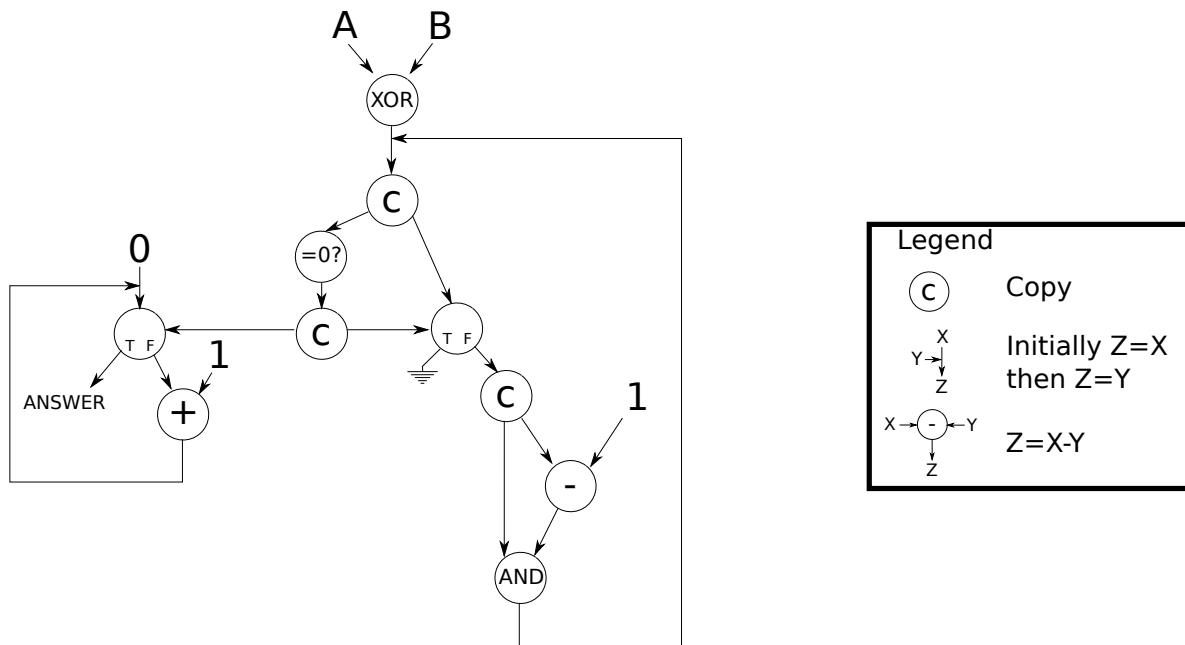 A B
XOR
C
=0?
0
C
T F
T F
1
ANSWER
+
C
1
-
AND
Legend
C Copy
X
Y
Z
Initially Z=X
then Z=Y
X - Y
Z
Z=X-Y